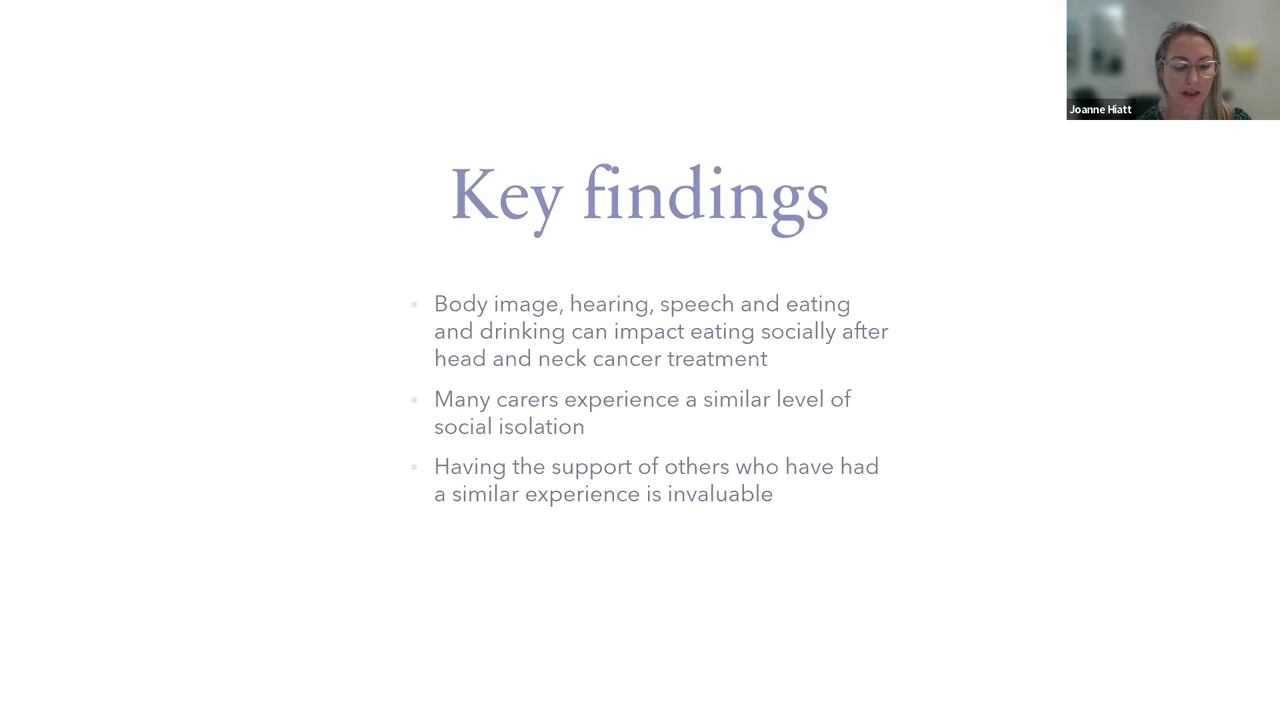 Joanne Hiatt
Key findings
Body image, hearing, speech and eating
and drinking can impact eating socially after
head and neck cancer treatment
Many carers experience a similar level of
social isolation
Having the support of others who have had
a similar experience is invaluable